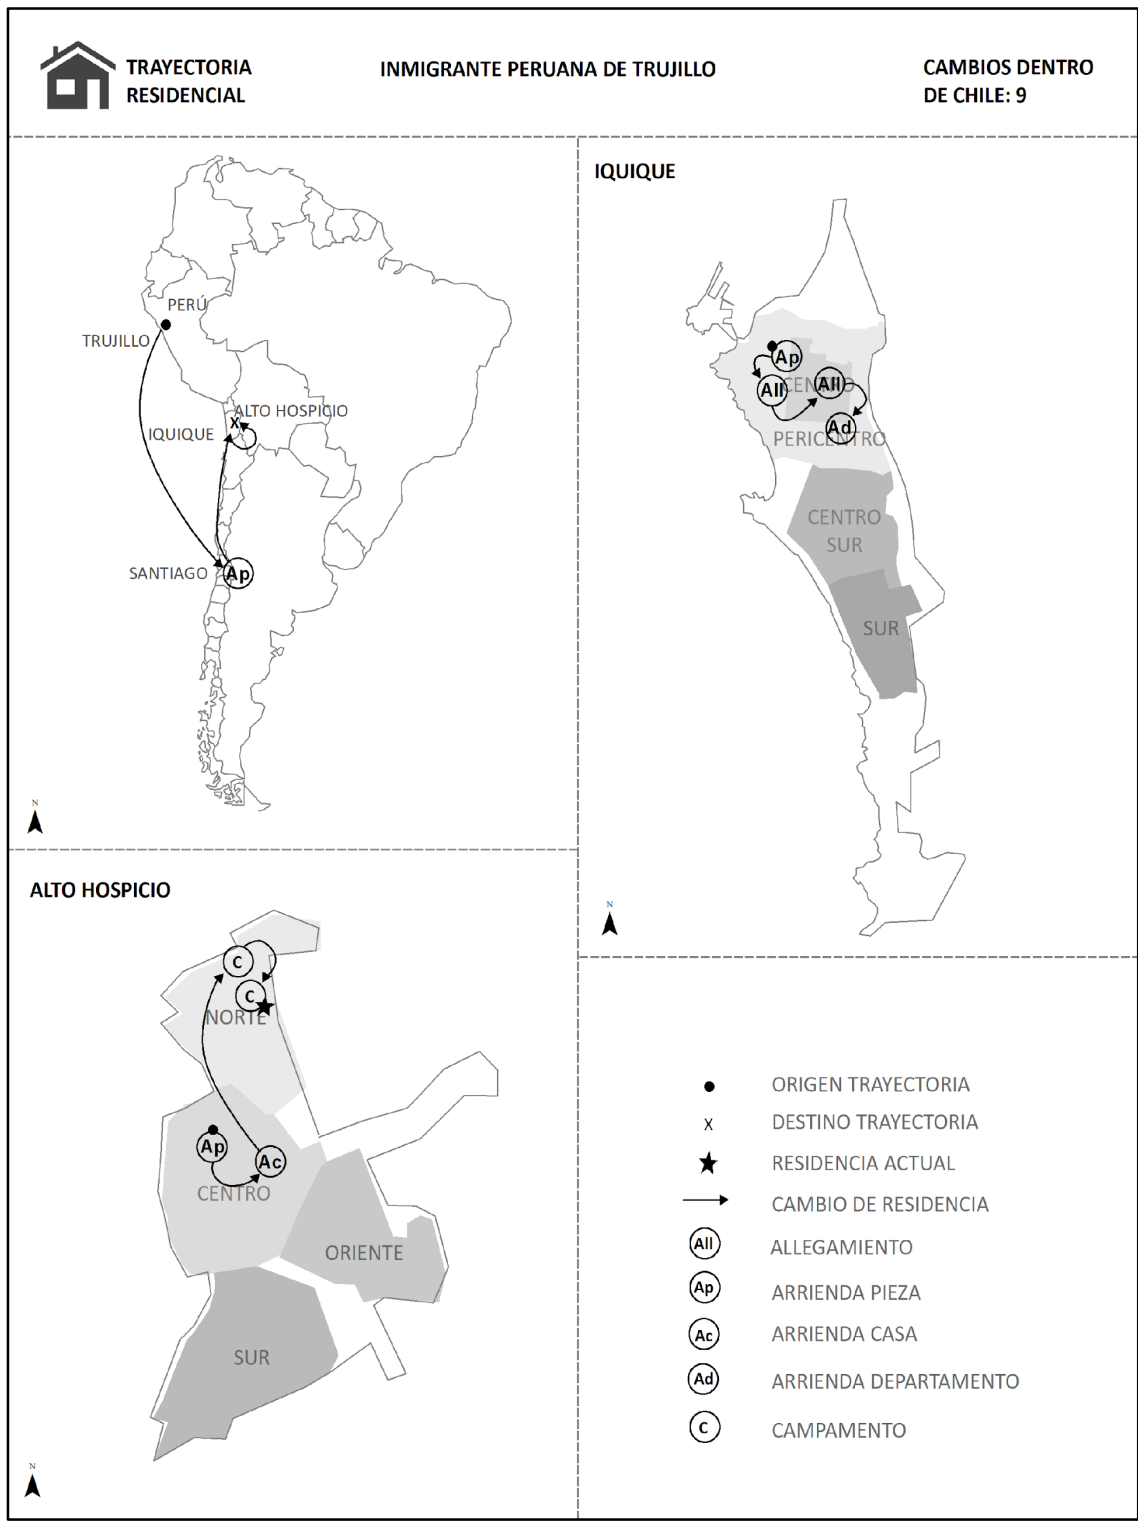 TRAYECTORIA
RESIDENCIAL
INMIGRANTE PERUANA DE TRUJILLO
CAMBIOS DENTRO
DE CHILE: 9
PERÚ
TRUJILLO
ALTO HOSPICIO
X
IQUIQUE
SANTIAGO
Ap
N
IQUIQUE
Ap
All
CENTRO
All
Ad
PERICENTRO
CENTRO
SUR
SUR
N
ALTO HOSPICIO
C
C
NORTE
Ap
Ac
CENTRO
ORIENTE
SUR
N
ORIGEN TRAYECTORIA
X
DESTINO TRAYECTORIA
RESIDENCIA ACTUAL
CAMBIO DE RESIDENCIA
All
ALLEGAMIENTO
Ap
ARRIENDA PIEZA
Ac
ARRIENDA CASA
Ad
ARRIENDA DEPARTAMENTO
C
CAMPAMENTO